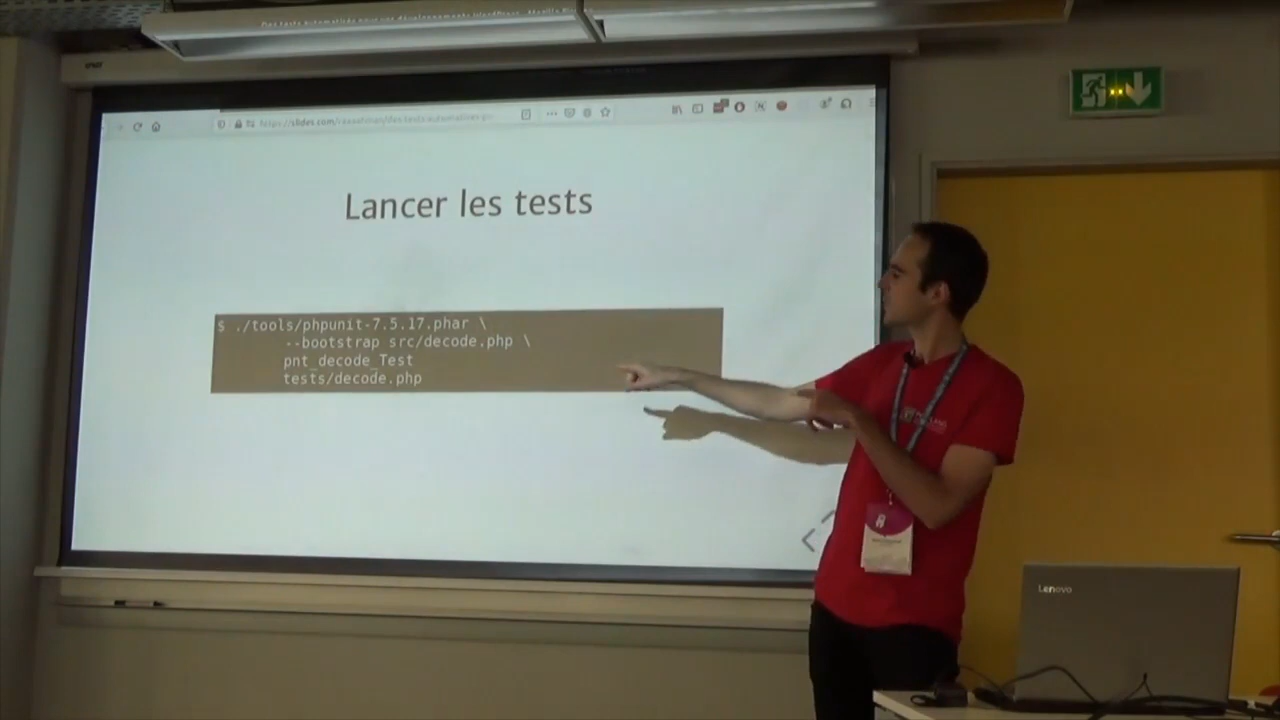 Lancer les tests
$ ./tools/phpunit-7.5.17.phar \
--bootstrap src/decode.php \
pnt_decode_Test
tests/decode.php
Lenovo